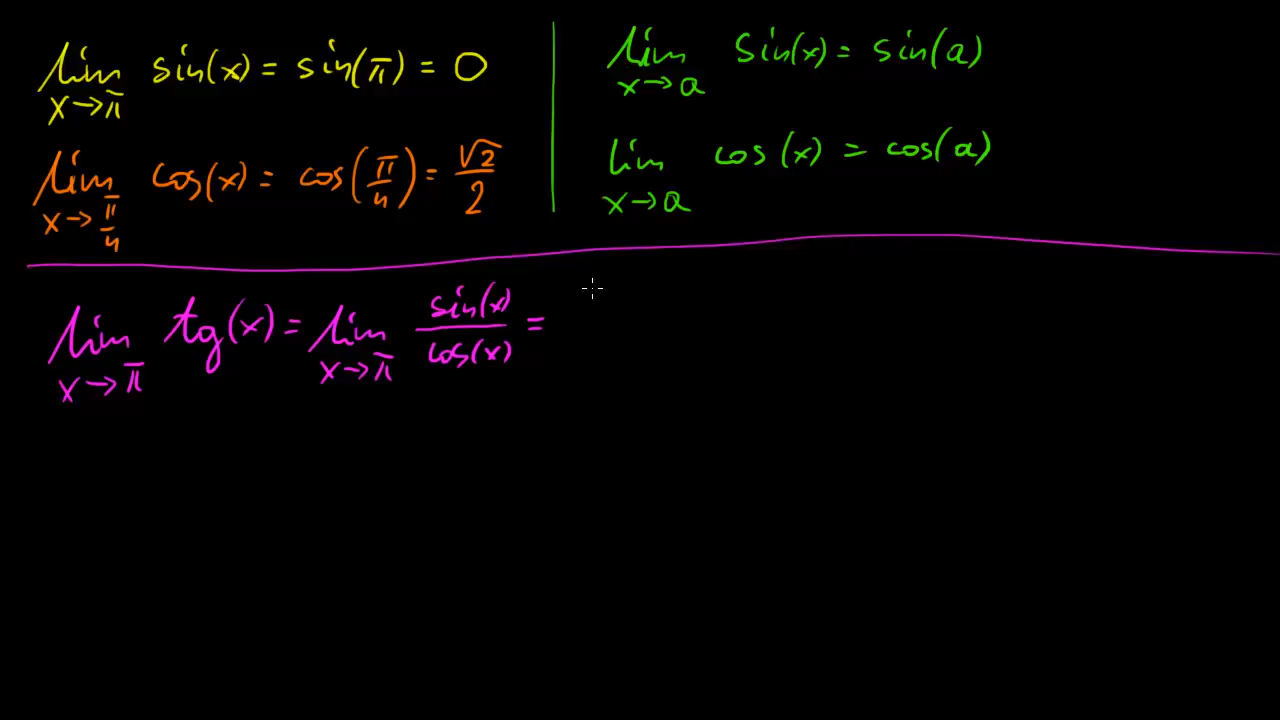 lim x→π sin(x) = sin(π) = 0
lim x→π/4 cos(x) = cos(π/4) = √2/2
lim x→a sin(x) = sin(a)
lim x→a cos(x) = cos(a)
lim x→π tg(x) = lim x→π sin(x)/cos(x) =